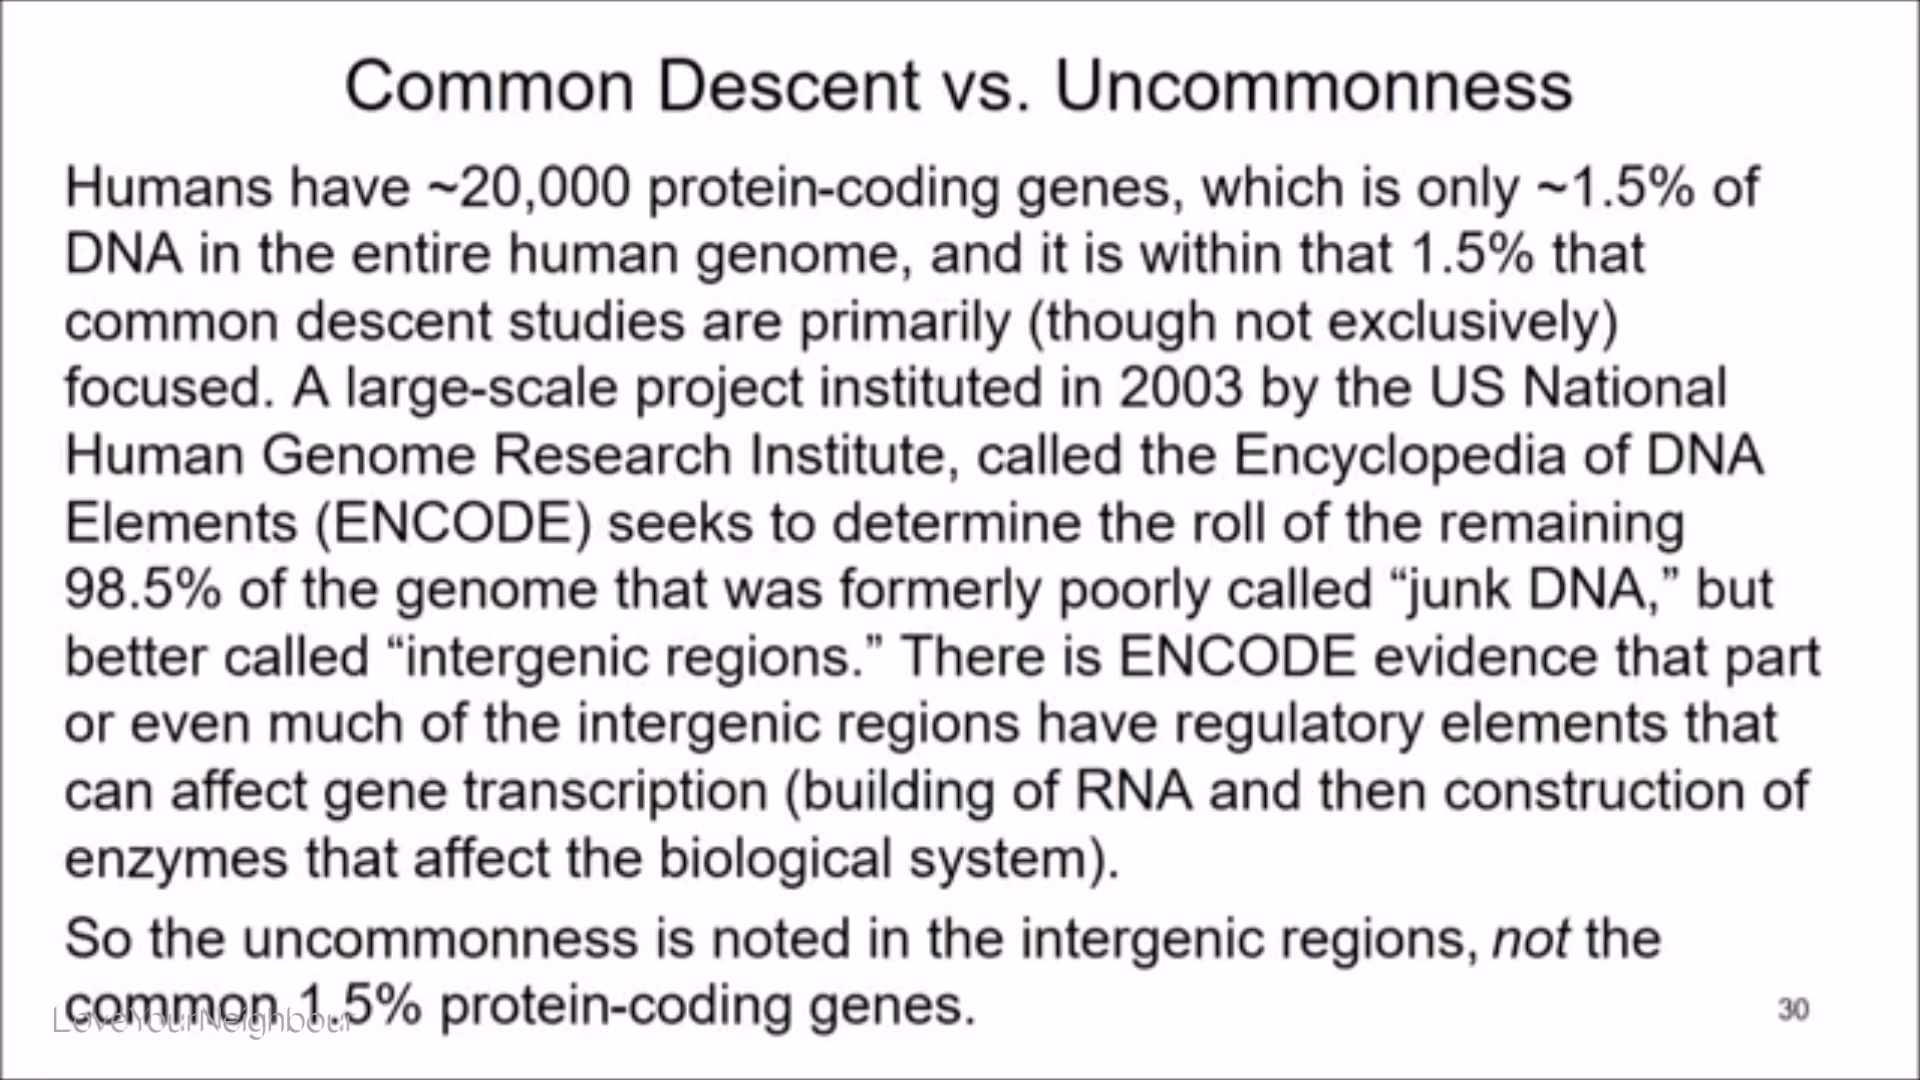 Common Descent vs. Uncommonness
Humans have ~20,000 protein-coding genes, which is only ~1.5% of
DNA in the entire human genome, and it is within that 1.5% that
common descent studies are primarily (though not exclusively)
focused. A large-scale project instituted in 2003 by the US National
Human Genome Research Institute, called the Encyclopedia of DNA
Elements (ENCODE) seeks to determine the roll of the remaining
98.5% of the genome that was formerly poorly called “junk DNA,” but
better called “intergenic regions.” There is ENCODE evidence that part
or even much of the intergenic regions have regulatory elements that
can affect gene transcription (building of RNA and then construction of
enzymes that affect the biological system).
So the uncommonness is noted in the intergenic regions, not the
common 1.5% protein-coding genes.
LoveYourNeighbour
30